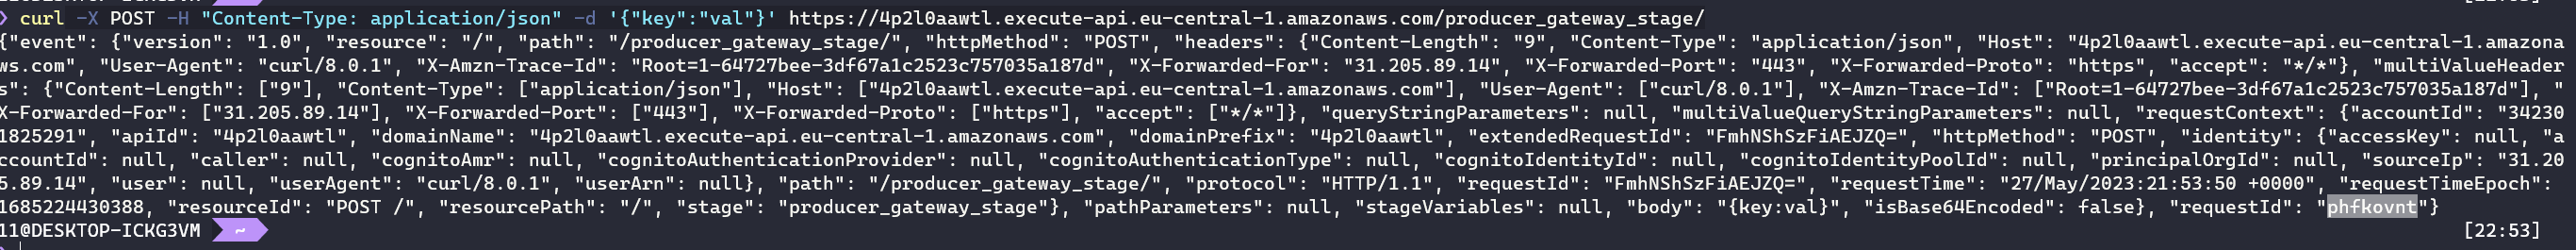 ❯ curl -X POST -H "Content-Type: application/json" -d '{"key":"val"}' https://4p2l0aawtl.execute-api.eu-central-1.amazonaws.com/producer_gateway_stage/
{"event": {"version": "1.0", "resource": "/", "path": "/producer_gateway_stage/", "httpMethod": "POST", "headers": {"Content-Length": "9", "Content-Type": "application/json", "Host": "4p2l0aawtl.execute-api.eu-central-1.amazona
ws.com", "User-Agent": "curl/8.0.1", "X-Amzn-Trace-Id": "Root=1-64727bee-3df67a1c2523c757035a187d", "X-Forwarded-For": "31.205.89.14", "X-Forwarded-Port": "443", "X-Forwarded-Proto": "https", "accept": "*/*"}, "multiValueHeader
s": {"Content-Length": ["9"], "Content-Type": ["application/json"], "Host": ["4p2l0aawtl.execute-api.eu-central-1.amazonaws.com"], "User-Agent": ["curl/8.0.1"], "X-Amzn-Trace-Id": ["Root=1-64727bee-3df67a1c2523c757035a187d"], "
X-Forwarded-For": ["31.205.89.14"], "X-Forwarded-Port": ["443"], "X-Forwarded-Proto": ["https"], "accept": ["*/*"]}, "queryStringParameters": null, "multiValueQueryStringParameters": null, "requestContext": {"accountId": "34230
1825291", "apiId": "4p2l0aawtl", "domainName": "4p2l0aawtl.execute-api.eu-central-1.amazonaws.com", "domainPrefix": "4p2l0aawtl", "extendedRequestId": "FmhNShSzFiAEJZQ=", "httpMethod": "POST", "identity": {"accessKey": null, "a
ccountId": null, "caller": null, "cognitoAmr": null, "cognitoAuthenticationProvider": null, "cognitoAuthenticationType": null, "cognitoIdentityId": null, "cognitoIdentityPoolId": null, "principalOrgId": null, "sourceIp": "31.20
5.89.14", "user": null, "userAgent": "curl/8.0.1", "userArn": null}, "path": "/producer_gateway_stage/", "protocol": "HTTP/1.1", "requestId": "FmhNShSzFiAEJZQ=", "requestTime": "27/May/2023:21:53:50 +0000", "requestTimeEpoch":
1685224430388, "resourceId": "POST /", "resourcePath": "/", "stage": "producer_gateway_stage"}, "pathParameters": null, "stageVariables": null, "body": "{key:val}", "isBase64Encoded": false}, "requestId": "phfkovnt"}
11@DESKTOP-ICKG3VM ~ [22:53]